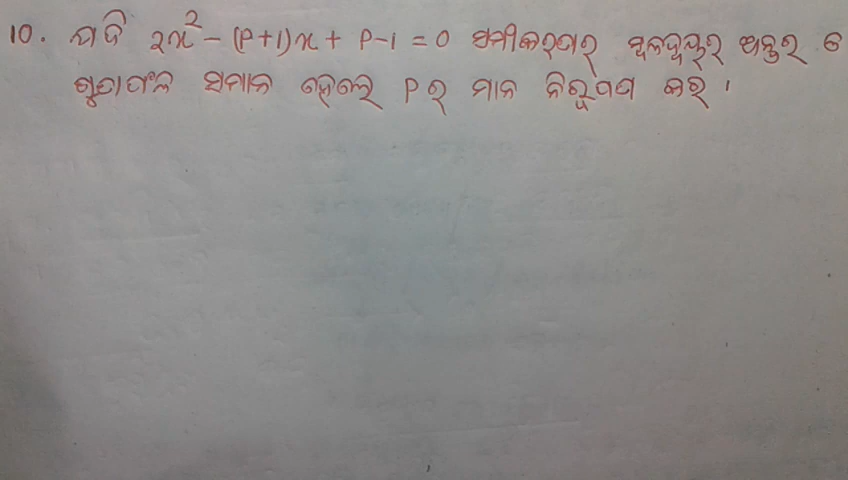 10. ଯଦି 2x² - (P+1)x + P-1 = 0 ସମୀକରଣର ମୂଳଦ୍ୱୟର ଅନ୍ତର ଓ
ଗୁଣଫଳ ସମାନ ହେଲେ P ର ମାନ ନିରୂପଣ କର ।